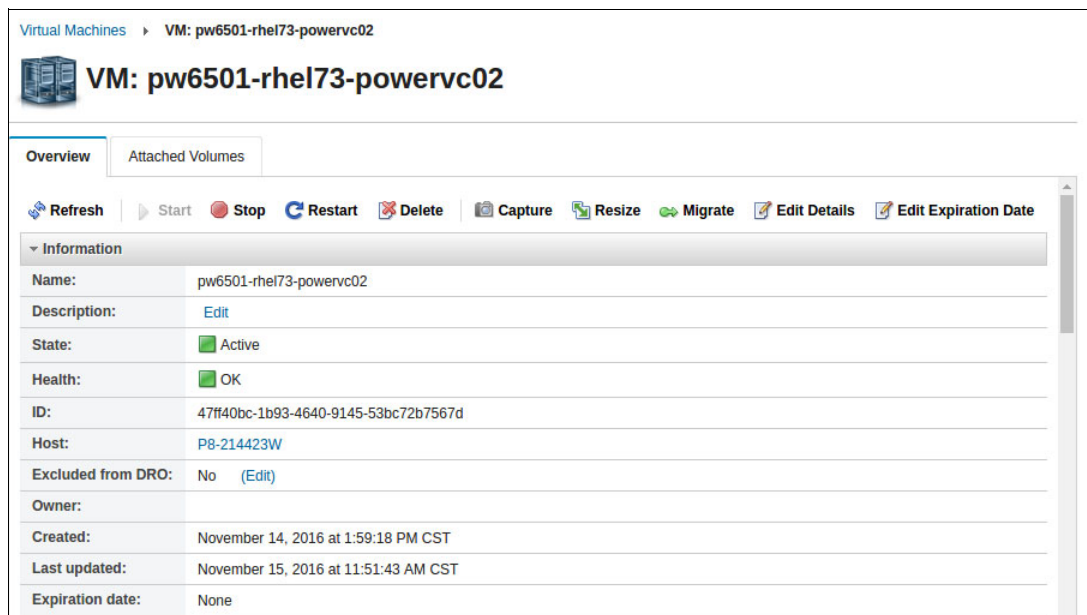 Virtual Machines VM: pw6501-rhel73-powervc02
VM: pw6501-rhel73-powervc02
Overview Attached Volumes
Refresh Start Stop Restart Delete Capture Resize Migrate Edit Details Edit Expiration Date
Information
Name: pw6501-rhel73-powervc02
Description: Edit
State: Active
Health: OK
ID: 47ff40bc-1b93-4640-9145-53bc72b7567d
Host: P8-214423W
Excluded from DRO: No (Edit)
Owner:
Created: November 14, 2016 at 1:59:18 PM CST
Last updated: November 15, 2016 at 11:51:43 AM CST
Expiration date: None